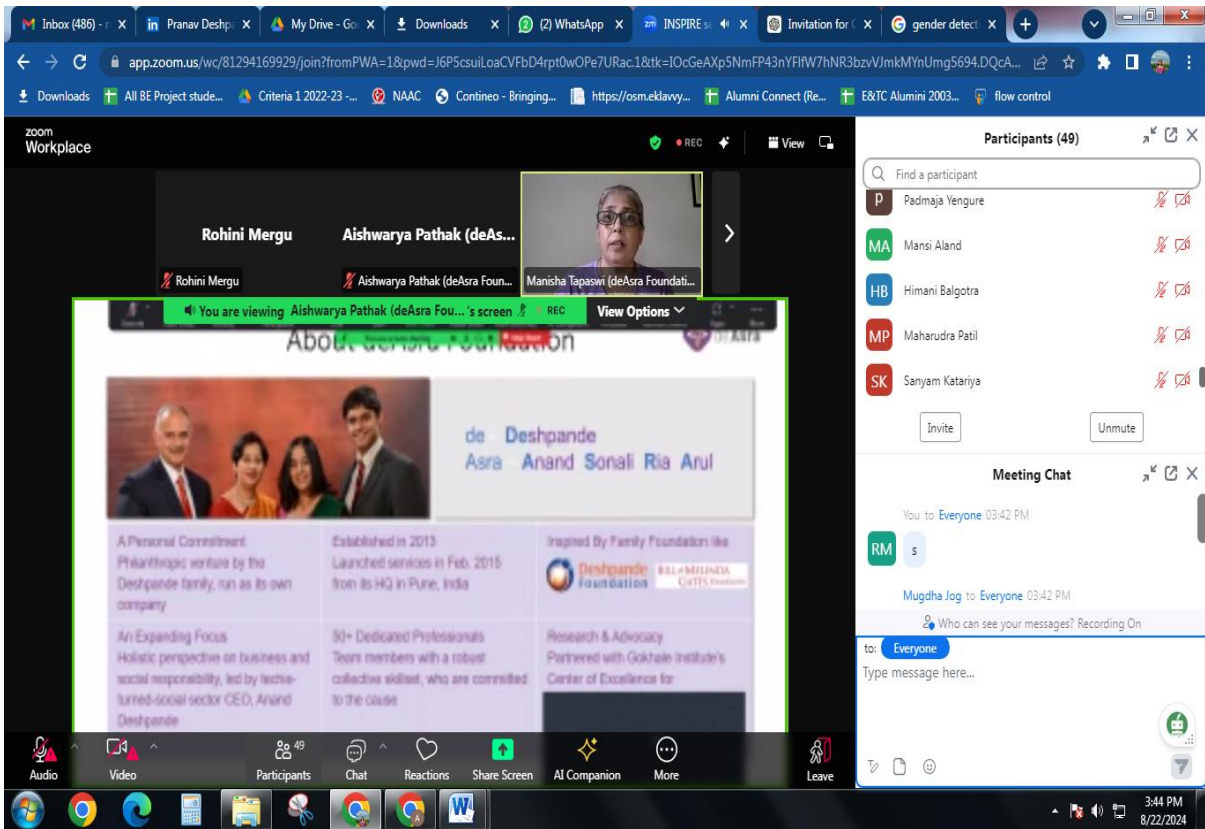 Inbox (486) - r
Pranav Deshp
My Drive - Go
Downloads
(2) WhatsApp
INSPIRE se
Invitation for
gender detect
app.zoom.us/wc/81294169929/join?fromPWA=1&pwd=J6P5csuiLoaCVFbD4rpt0wOPe7URac.1&tk=IOcGeAXp5NmFP43nYFIfW7hNR3bzvVJmkMYnUmg5694.DQcA...
Downloads
All BE Project stude...
Criteria 1 2022-23 -...
NAAC
Contineo - Bringing...
https://osm.eklavvy...
Alumni Connect (Re...
E&TC Alumini 2003...
flow control
zoom
Workplace
REC
View
Rohini Mergu
Aishwarya Pathak (deAs...
Rohini Mergu
Aishwarya Pathak (deAsra Foun...
Manisha Tapaswi (deAsra Foundati...
You are viewing Aishwarya Pathak (deAsra Fou... 's screen
REC
View Options
About deAsra Foundation
de Deshpande
Asra - Anand Sonali Ria Arul
A Personal Commitment
Philanthropic venture by the
Deshpande family, run as its own
company
Established in 2013
Launched services in Feb. 2015
from its HQ in Pune, India
Inspired By Family Foundation like
Deshpande
Foundation
BILL & MELINDA
GATES foundation
An Expanding Focus
Holistic perspective on business and
social responsibility, led by techie-
turned-social sector CEO, Anand
Deshpande
50+ Dedicated Professionals
Team members with a robust
collective skillset, who are committed
to the cause
Research & Advocacy
Partnered with Gokhale Institute's
Center of Excellence for
Audio
Video
49
Participants
Chat
Reactions
Share Screen
AI Companion
More
Leave
Participants (49)
Find a participant
P
Padmaja Yengure
MA
Mansi Aland
HB
Himani Balgotra
MP
Maharudra Patil
SK
Sanyam Katariya
Invite
Unmute
Meeting Chat
You to Everyone 03:42 PM
RM
s
Mugdha Jog to Everyone 03:42 PM
Who can see your messages? Recording On
to: Everyone
Type message here...
3:44 PM
8/22/2024